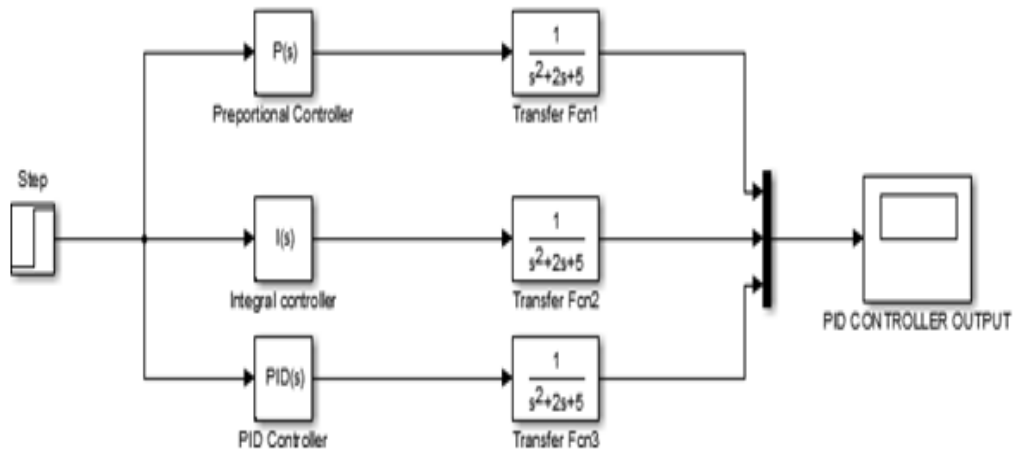 P(s)
1
s2+2s+5
Preportional Controller
Transfer Fcn1
Step
I(s)
1
s2+2s+5
Integral controller
Transfer Fcn2
PID CONTROLLER OUTPUT
PID(s)
1
s2+2s+5
PID Controller
Transfer Fcn3